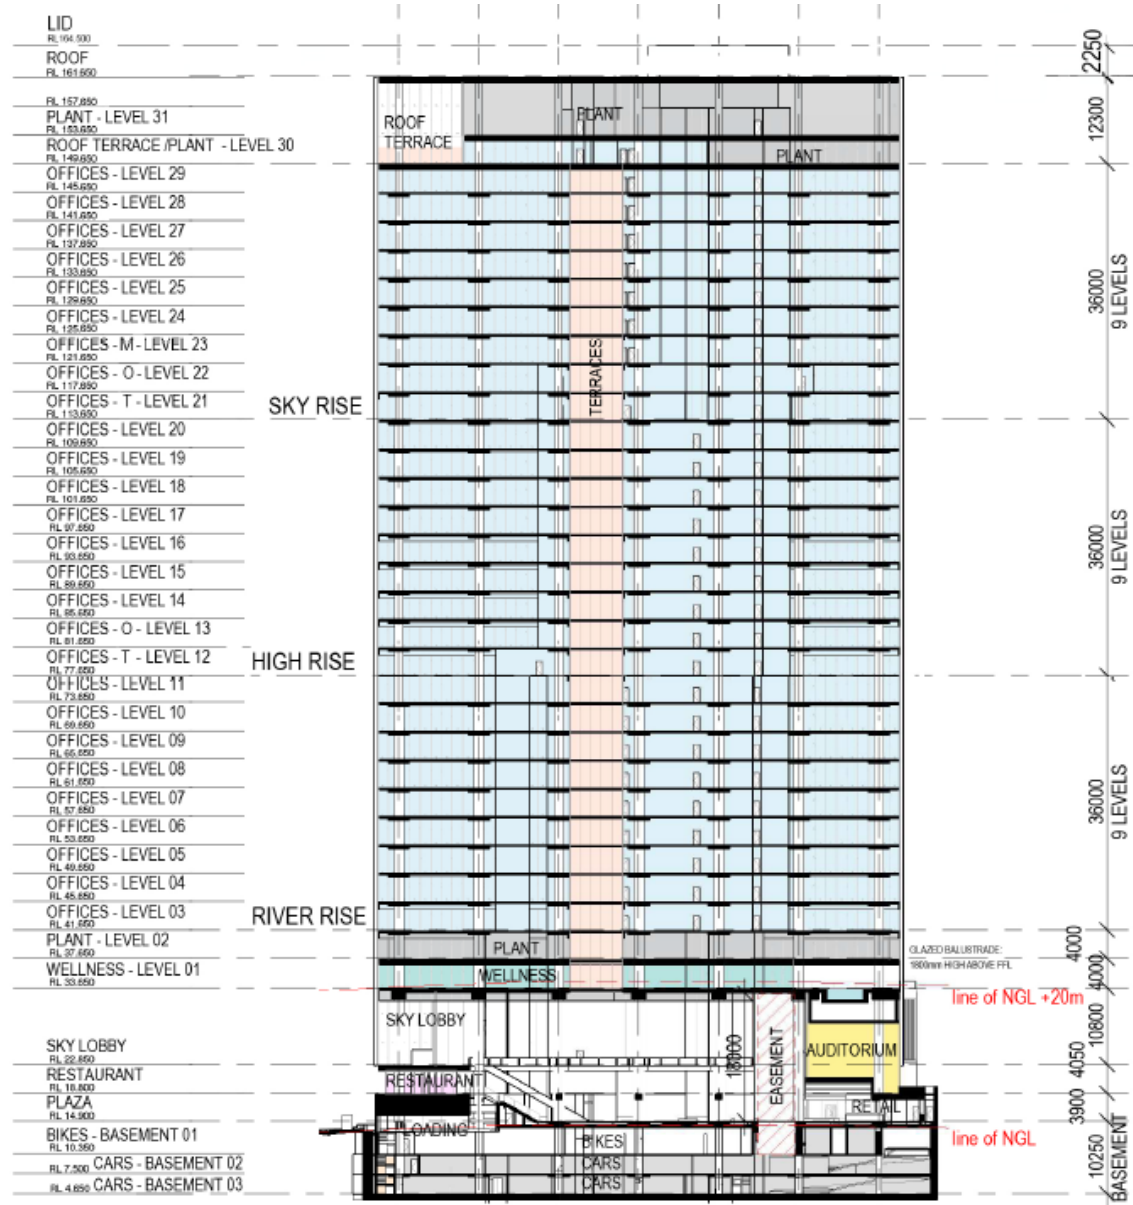 LID
RL 164.500
ROOF
RL 161.650
RL 157.650
PLANT - LEVEL 31
RL 153.650
ROOF TERRACE /PLANT - LEVEL 30
RL 149.650
OFFICES - LEVEL 29
RL 145.650
OFFICES - LEVEL 28
RL 141.650
OFFICES - LEVEL 27
RL 137.650
OFFICES - LEVEL 26
RL 133.650
OFFICES - LEVEL 25
RL 129.650
OFFICES - LEVEL 24
RL 125.650
OFFICES - M - LEVEL 23
RL 121.650
OFFICES - O - LEVEL 22
RL 117.650
OFFICES - T - LEVEL 21
RL 113.650
OFFICES - LEVEL 20
RL 109.650
OFFICES - LEVEL 19
RL 105.650
OFFICES - LEVEL 18
RL 101.650
OFFICES - LEVEL 17
RL 97.650
OFFICES - LEVEL 16
RL 93.650
OFFICES - LEVEL 15
RL 89.650
OFFICES - LEVEL 14
RL 85.650
OFFICES - O - LEVEL 13
RL 81.650
OFFICES - T - LEVEL 12
RL 77.650
OFFICES - LEVEL 11
RL 73.650
OFFICES - LEVEL 10
RL 69.650
OFFICES - LEVEL 09
RL 65.650
OFFICES - LEVEL 08
RL 61.650
OFFICES - LEVEL 07
RL 57.650
OFFICES - LEVEL 06
RL 53.650
OFFICES - LEVEL 05
RL 49.650
OFFICES - LEVEL 04
RL 45.650
OFFICES - LEVEL 03
RL 41.650
PLANT - LEVEL 02
RL 37.650
WELLNESS - LEVEL 01
RL 33.650
SKY LOBBY
RL 22.850
RESTAURANT
RL 18.800
PLAZA
RL 14.900
BIKES - BASEMENT 01
RL 10.350
RL 7.500 CARS - BASEMENT 02
RL 4.650 CARS - BASEMENT 03
SKY RISE
HIGH RISE
RIVER RISE
ROOF
TERRACE
PLANT
PLANT
TERRACES
PLANT
WELLNESS
SKY LOBBY
RESTAURANT
LOADING
18000
EASEMENT
AUDITORIUM
RETAIL
BIKES
CARS
CARS
GLAZED BALUSTRADE:
1800mm HIGH ABOVE FFL
line of NGL +20m
line of NGL
2250
12300
36000
9 LEVELS
36000
9 LEVELS
36000
9 LEVELS
4000
4000
10800
4050
3900
10250
BASEMENT